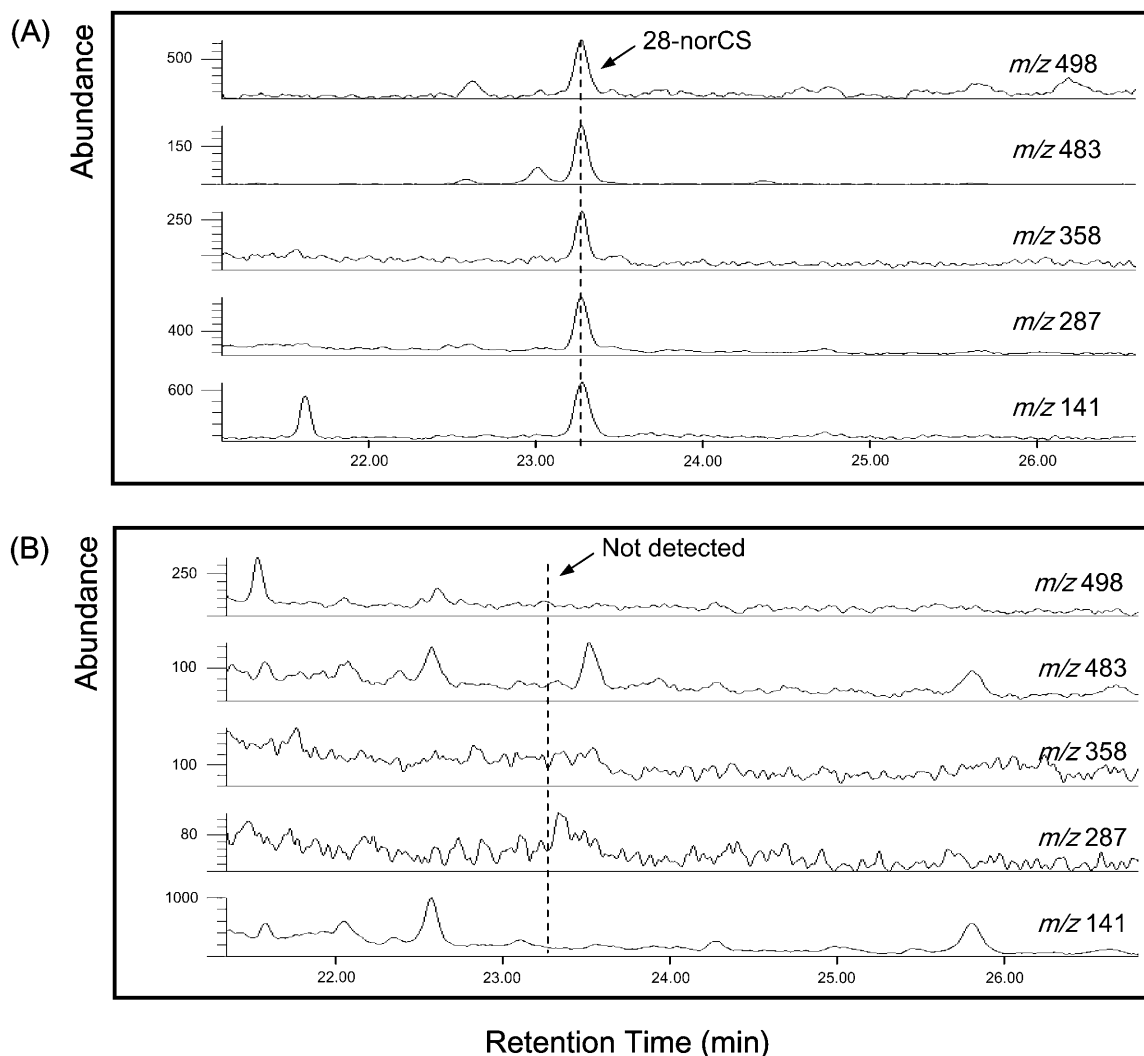 (A)
Abundance
28-norCS
500
m/z 498
150
m/z 483
250
m/z 358
400
m/z 287
600
m/z 141
22.00 23.00 24.00 25.00 26.00
(B)
Abundance
Not detected
250
m/z 498
100
m/z 483
100
m/z 358
80
m/z 287
1000
m/z 141
22.00 23.00 24.00 25.00 26.00
Retention Time (min)